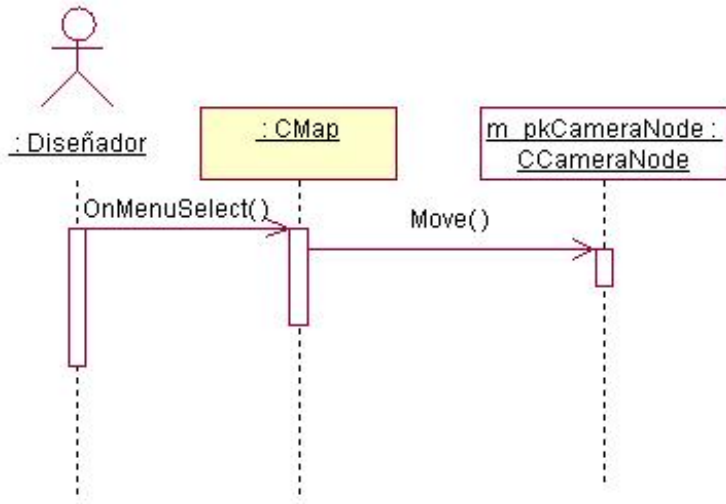 : Diseñador
: CMap
m_pkCameraNode :
CCameraNode
OnMenuSelect()
Move()